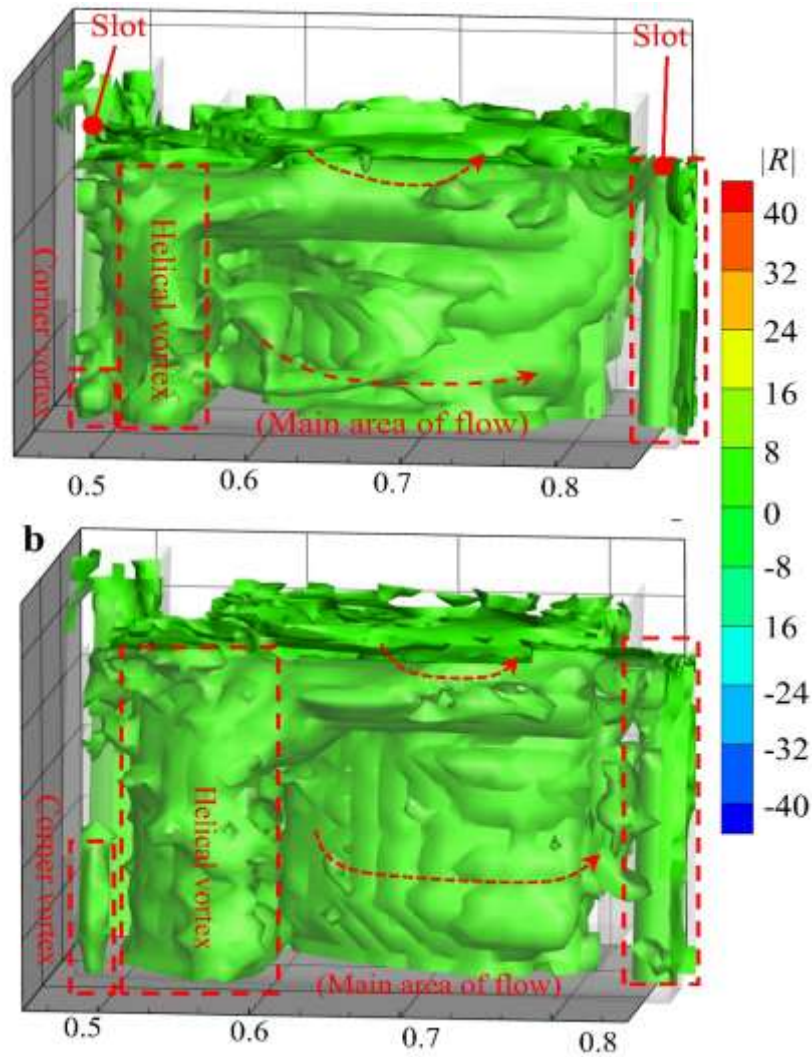 Slot
Slot
|R|
40
32
24
16
8
0
-8
16
-24
-32
-40
Corner vortex
Helical vortex
(Main area of flow)
0.5
0.6
0.7
0.8
b
Corner vortex
Helical vortex
(Main area of flow)
0.5
0.6
0.7
0.8